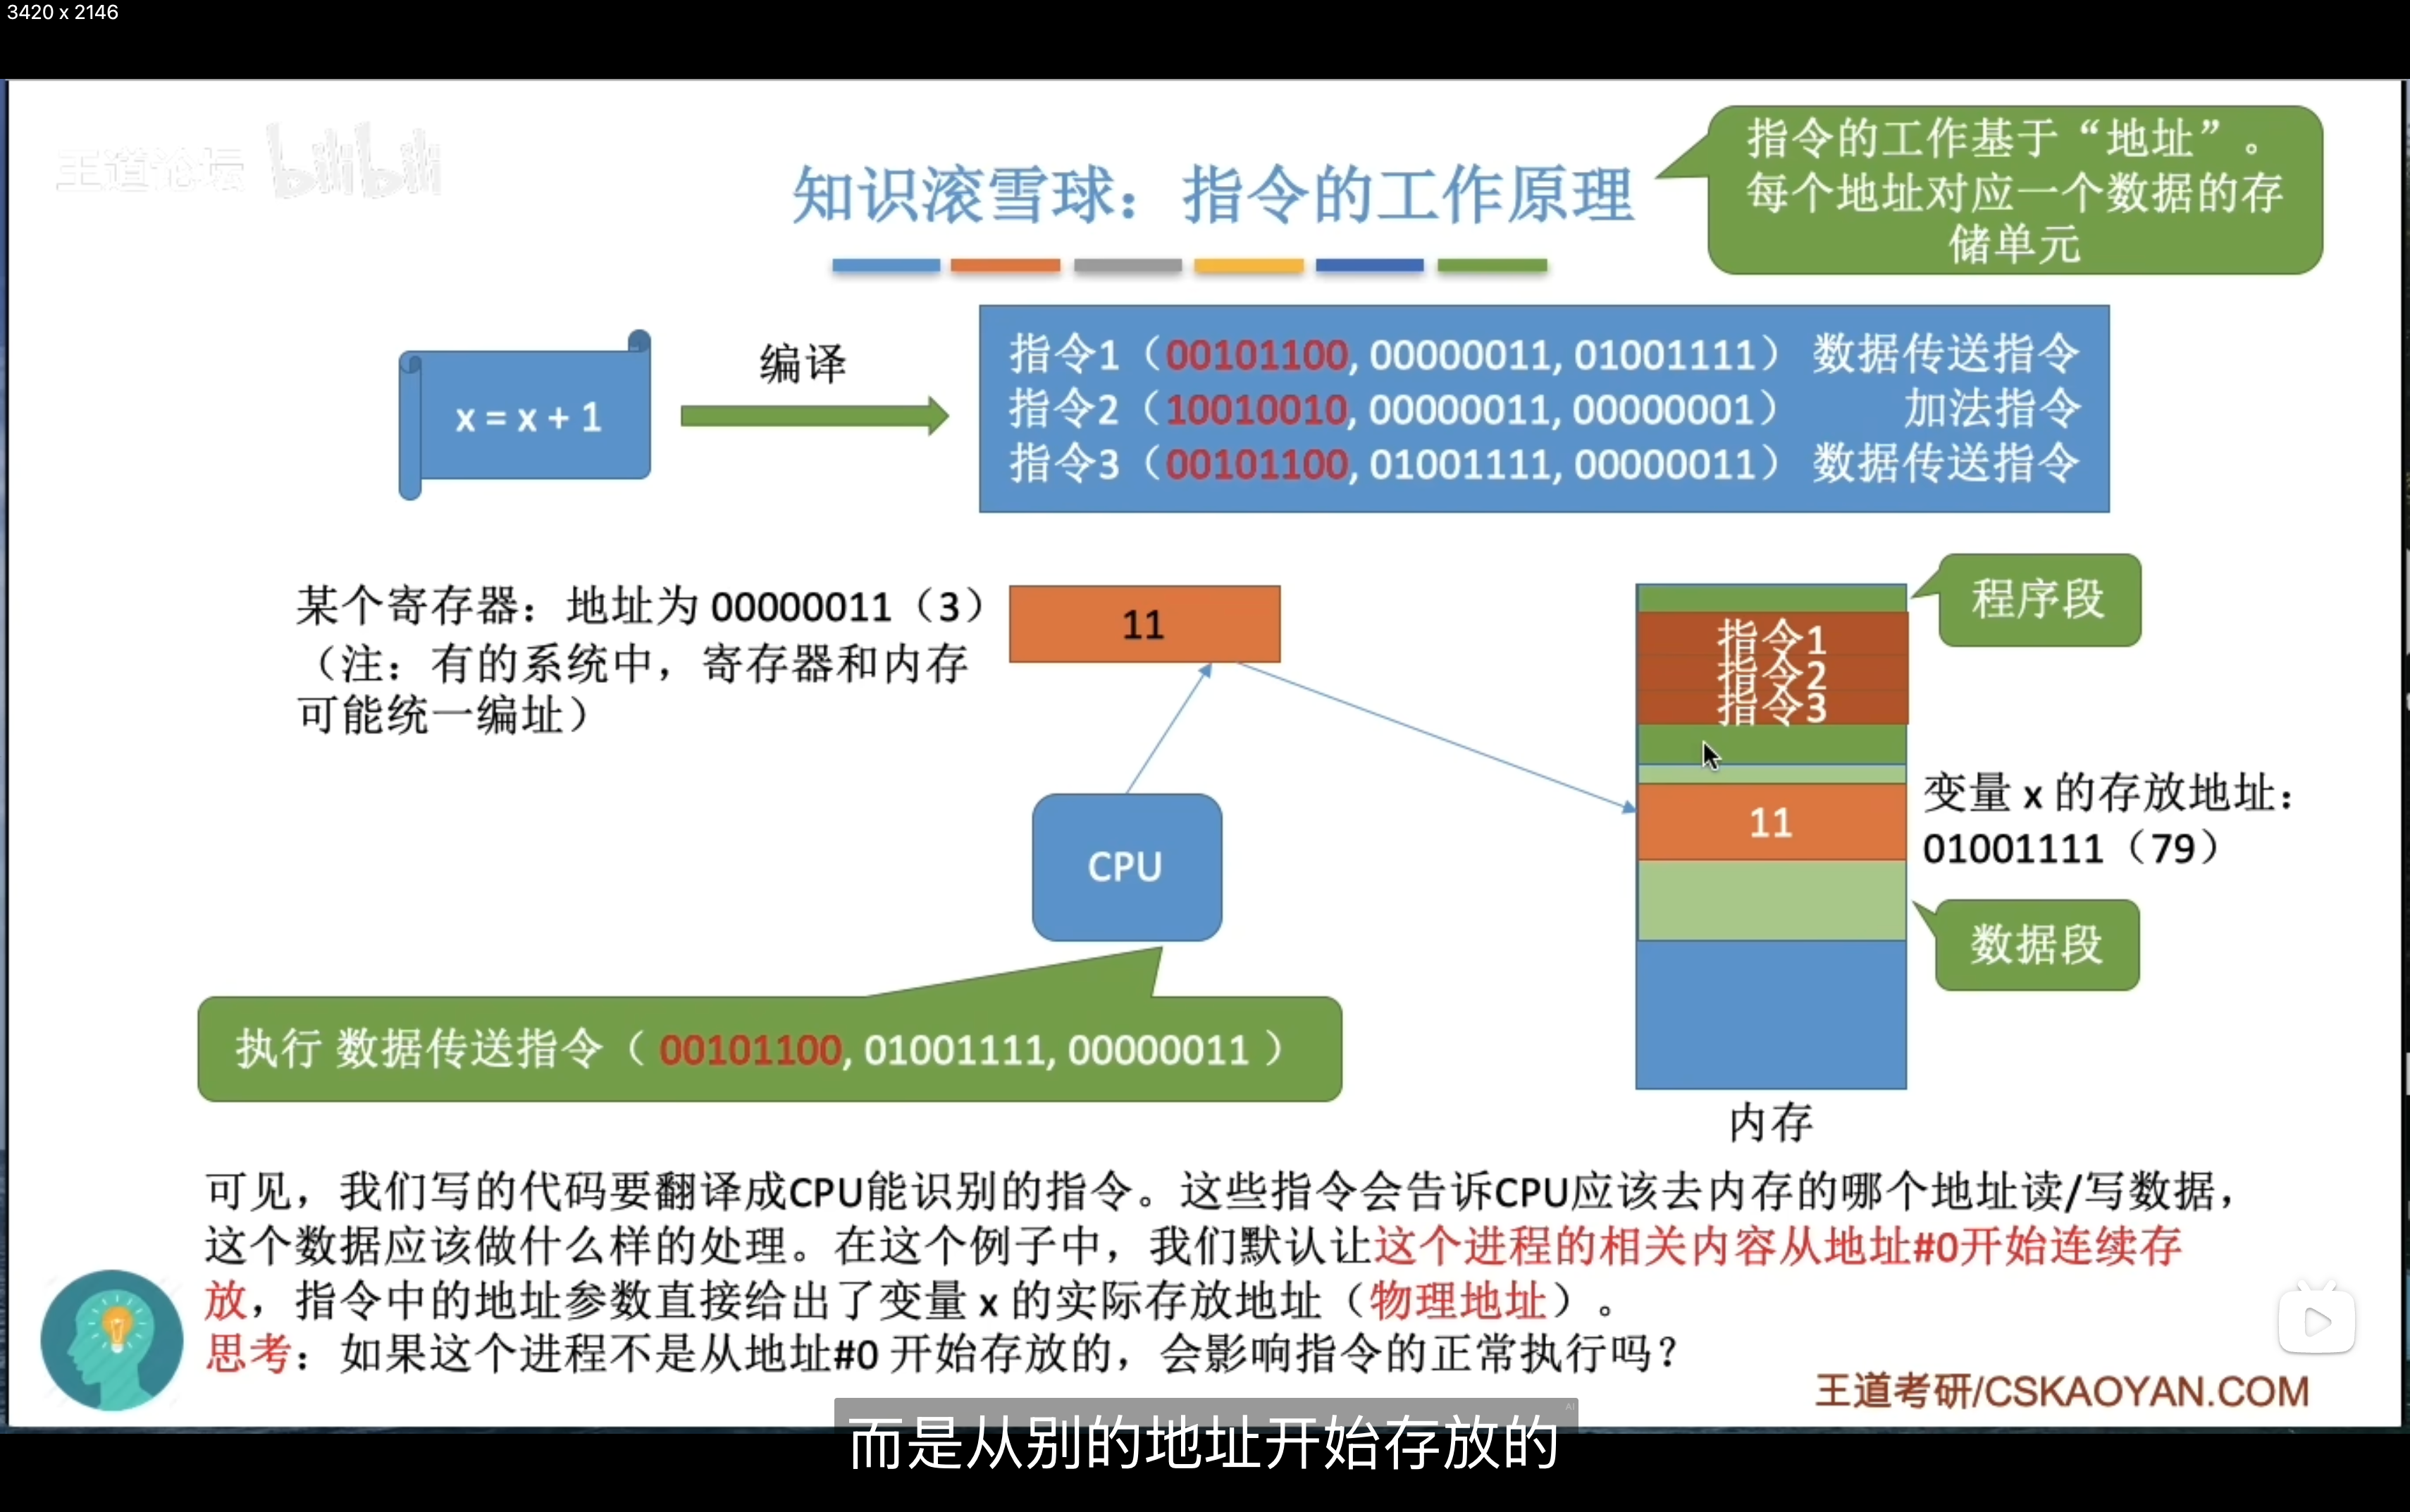 3420 x 2146
王道论坛 bilibili
知识滚雪球：指令的工作原理
指令的工作基于“地址”。
每个地址对应一个数据的存
储单元
x = x + 1
编译
指令1（00101100, 00000011, 01001111） 数据传送指令
指令2（10010010, 00000011, 00000001） 加法指令
指令3（00101100, 01001111, 00000011） 数据传送指令
某个寄存器：地址为 00000011（3）
（注：有的系统中，寄存器和内存
可能统一编址）
11
CPU
执行 数据传送指令（ 00101100, 01001111, 00000011 ）
程序段
指令1
指令2
指令3
11
变量 x 的存放地址：
01001111（79）
数据段
内存
可见，我们写的代码要翻译成CPU能识别的指令。这些指令会告诉CPU应该去内存的哪个地址读/写数据，
这个数据应该做什么样的处理。在这个例子中，我们默认让这个进程的相关内容从地址#0开始连续存
放，指令中的地址参数直接给出了变量 x 的实际存放地址（物理地址）。
思考：如果这个进程不是从地址#0 开始存放的，会影响指令的正常执行吗？
王道考研/CSKAOYAN.COM
AI
而是从别的地址开始存放的